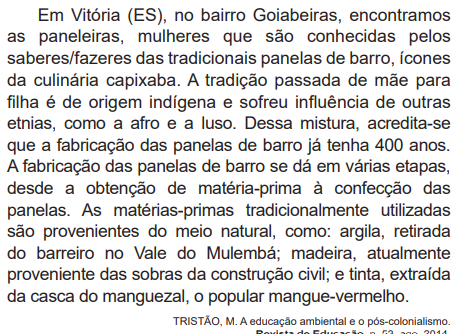 Em Vitória (ES), no bairro Goiabeiras, encontramos
as paneleiras, mulheres que são conhecidas pelos
saberes/fazeres das tradicionais panelas de barro, ícones
da culinária capixaba. A tradição passada de mãe para
filha é de origem indígena e sofreu influência de outras
etnias, como a afro e a luso. Dessa mistura, acredita-se
que a fabricação das panelas de barro já tenha 400 anos.
A fabricação das panelas de barro se dá em várias etapas,
desde a obtenção de matéria-prima à confecção das
panelas. As matérias-primas tradicionalmente utilizadas
são provenientes do meio natural, como: argila, retirada
do barreiro no Vale do Mulembá; madeira, atualmente
proveniente das sobras da construção civil; e tinta, extraída
da casca do manguezal, o popular mangue-vermelho.
TRISTÃO, M. A educação ambiental e o pós-colonialismo.
Revista de Educação, n. 53, ago. 2014.